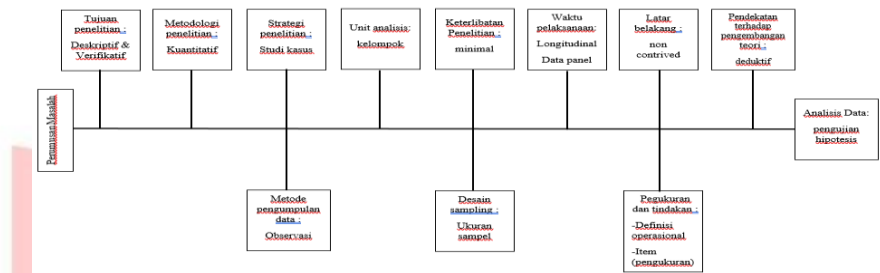 Tujuan
penelitian :
Deskriptif &
Verifikatif
Metodologi
penelitian :
Kuantitatif
Strategi
penelitian :
Studi kasus
Unit analisis:
kelompok
Keterlibatan
Penelitian :
minimal
Waktu
pelaksanaan:
Longitudinal
Data panel
Latar
belakang :
non
contrived
Pendekatan
terhadap
pengembangan
teori :
deduktif
Perumusan Masalah
Analisis Data:
pengujian
hipotesis
Metode
pengumpulan
data :
Observasi
Desain
sampling :
Ukuran
sampel
Pegukuran
dan tindakan :
-Definisi
operasional
-Item
(pengukuran)